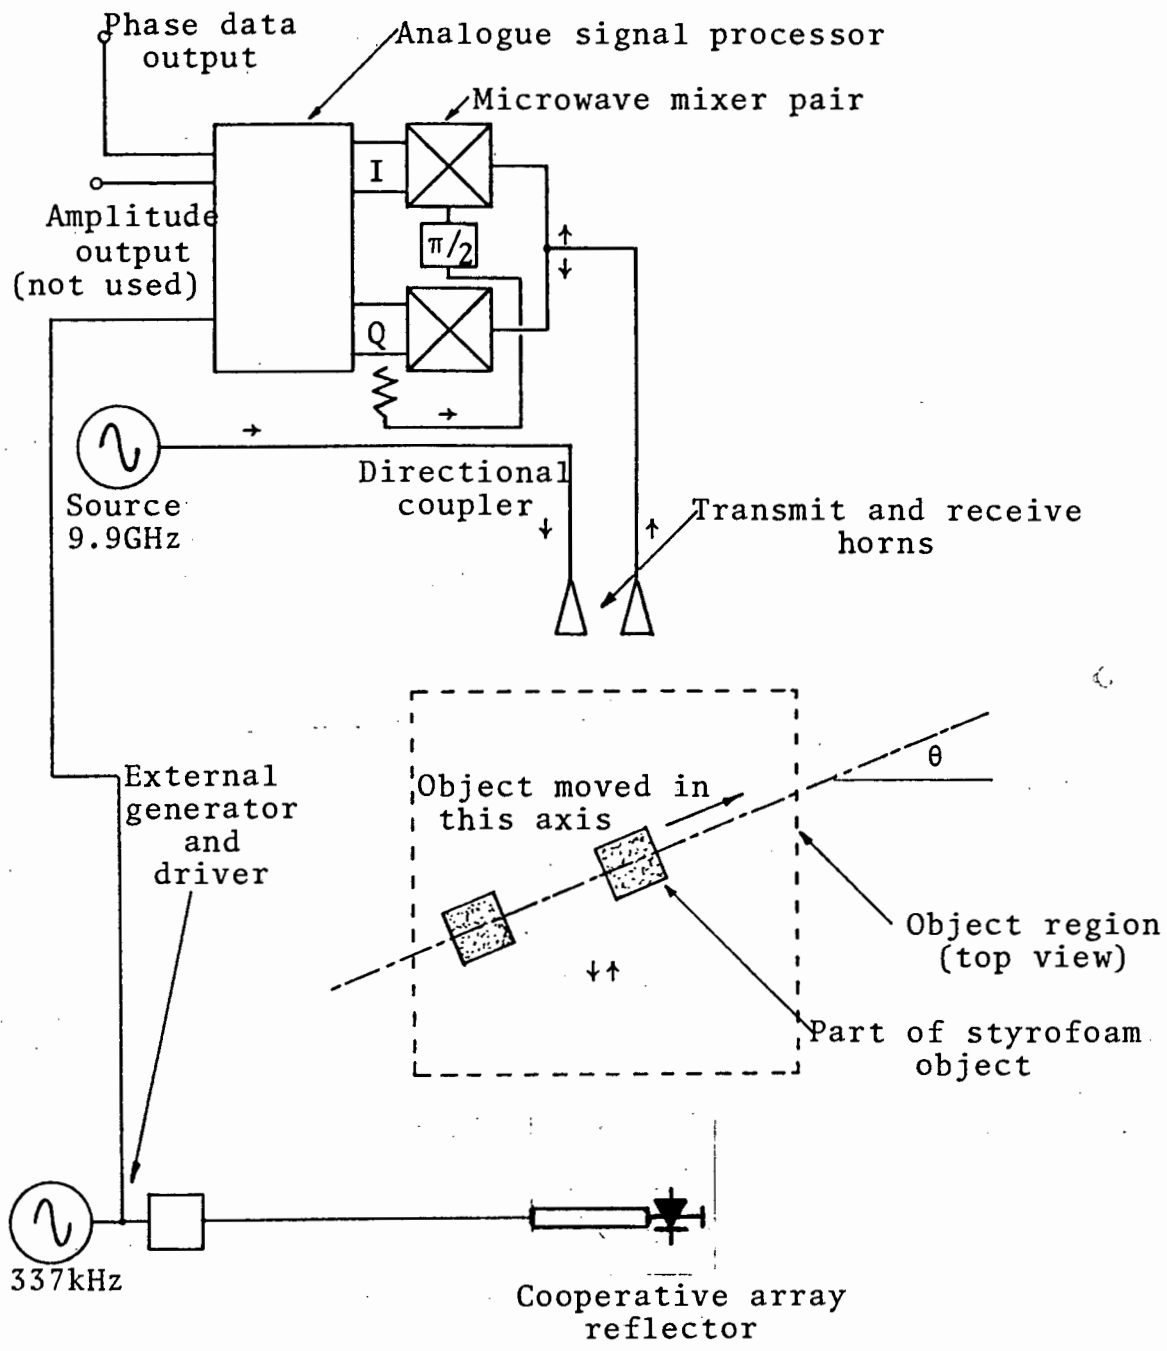 Phase data
output
Analogue signal processor
Microwave mixer pair
I
Amplitude
output
(not used)
π/2
Q
Directional
coupler
Source
9.9GHz
Transmit and receive
horns
θ
External
generator
and
driver
Object moved in
this axis
Object region
(top view)
Part of styrofoam
object
337kHz
Cooperative array
reflector